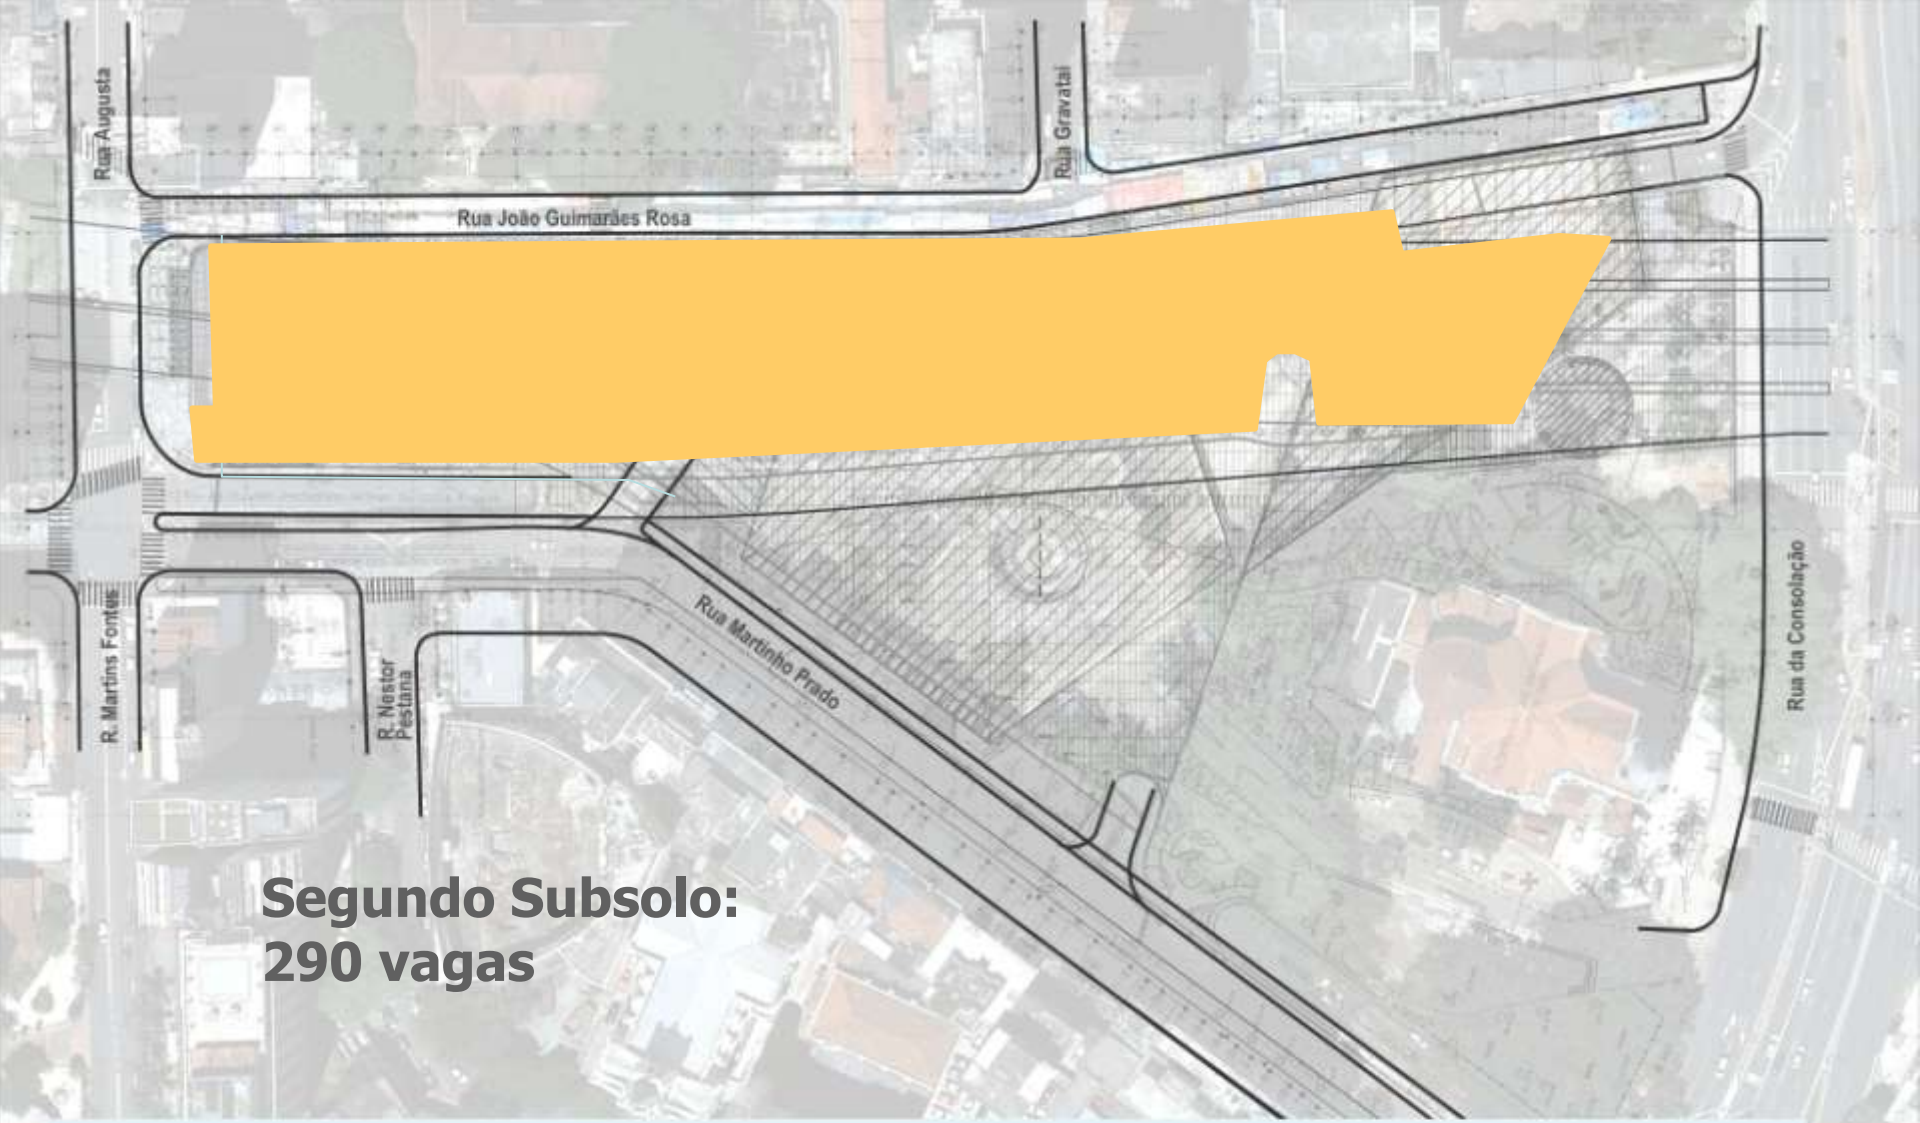 Rua Augusta
Rua Gravataí
Rua João Guimarães Rosa
Rua Martinho Prado
R. Martins Fontes
R. Nestor
Pestana
Rua da Consolação
Segundo Subsolo:
290 vagas